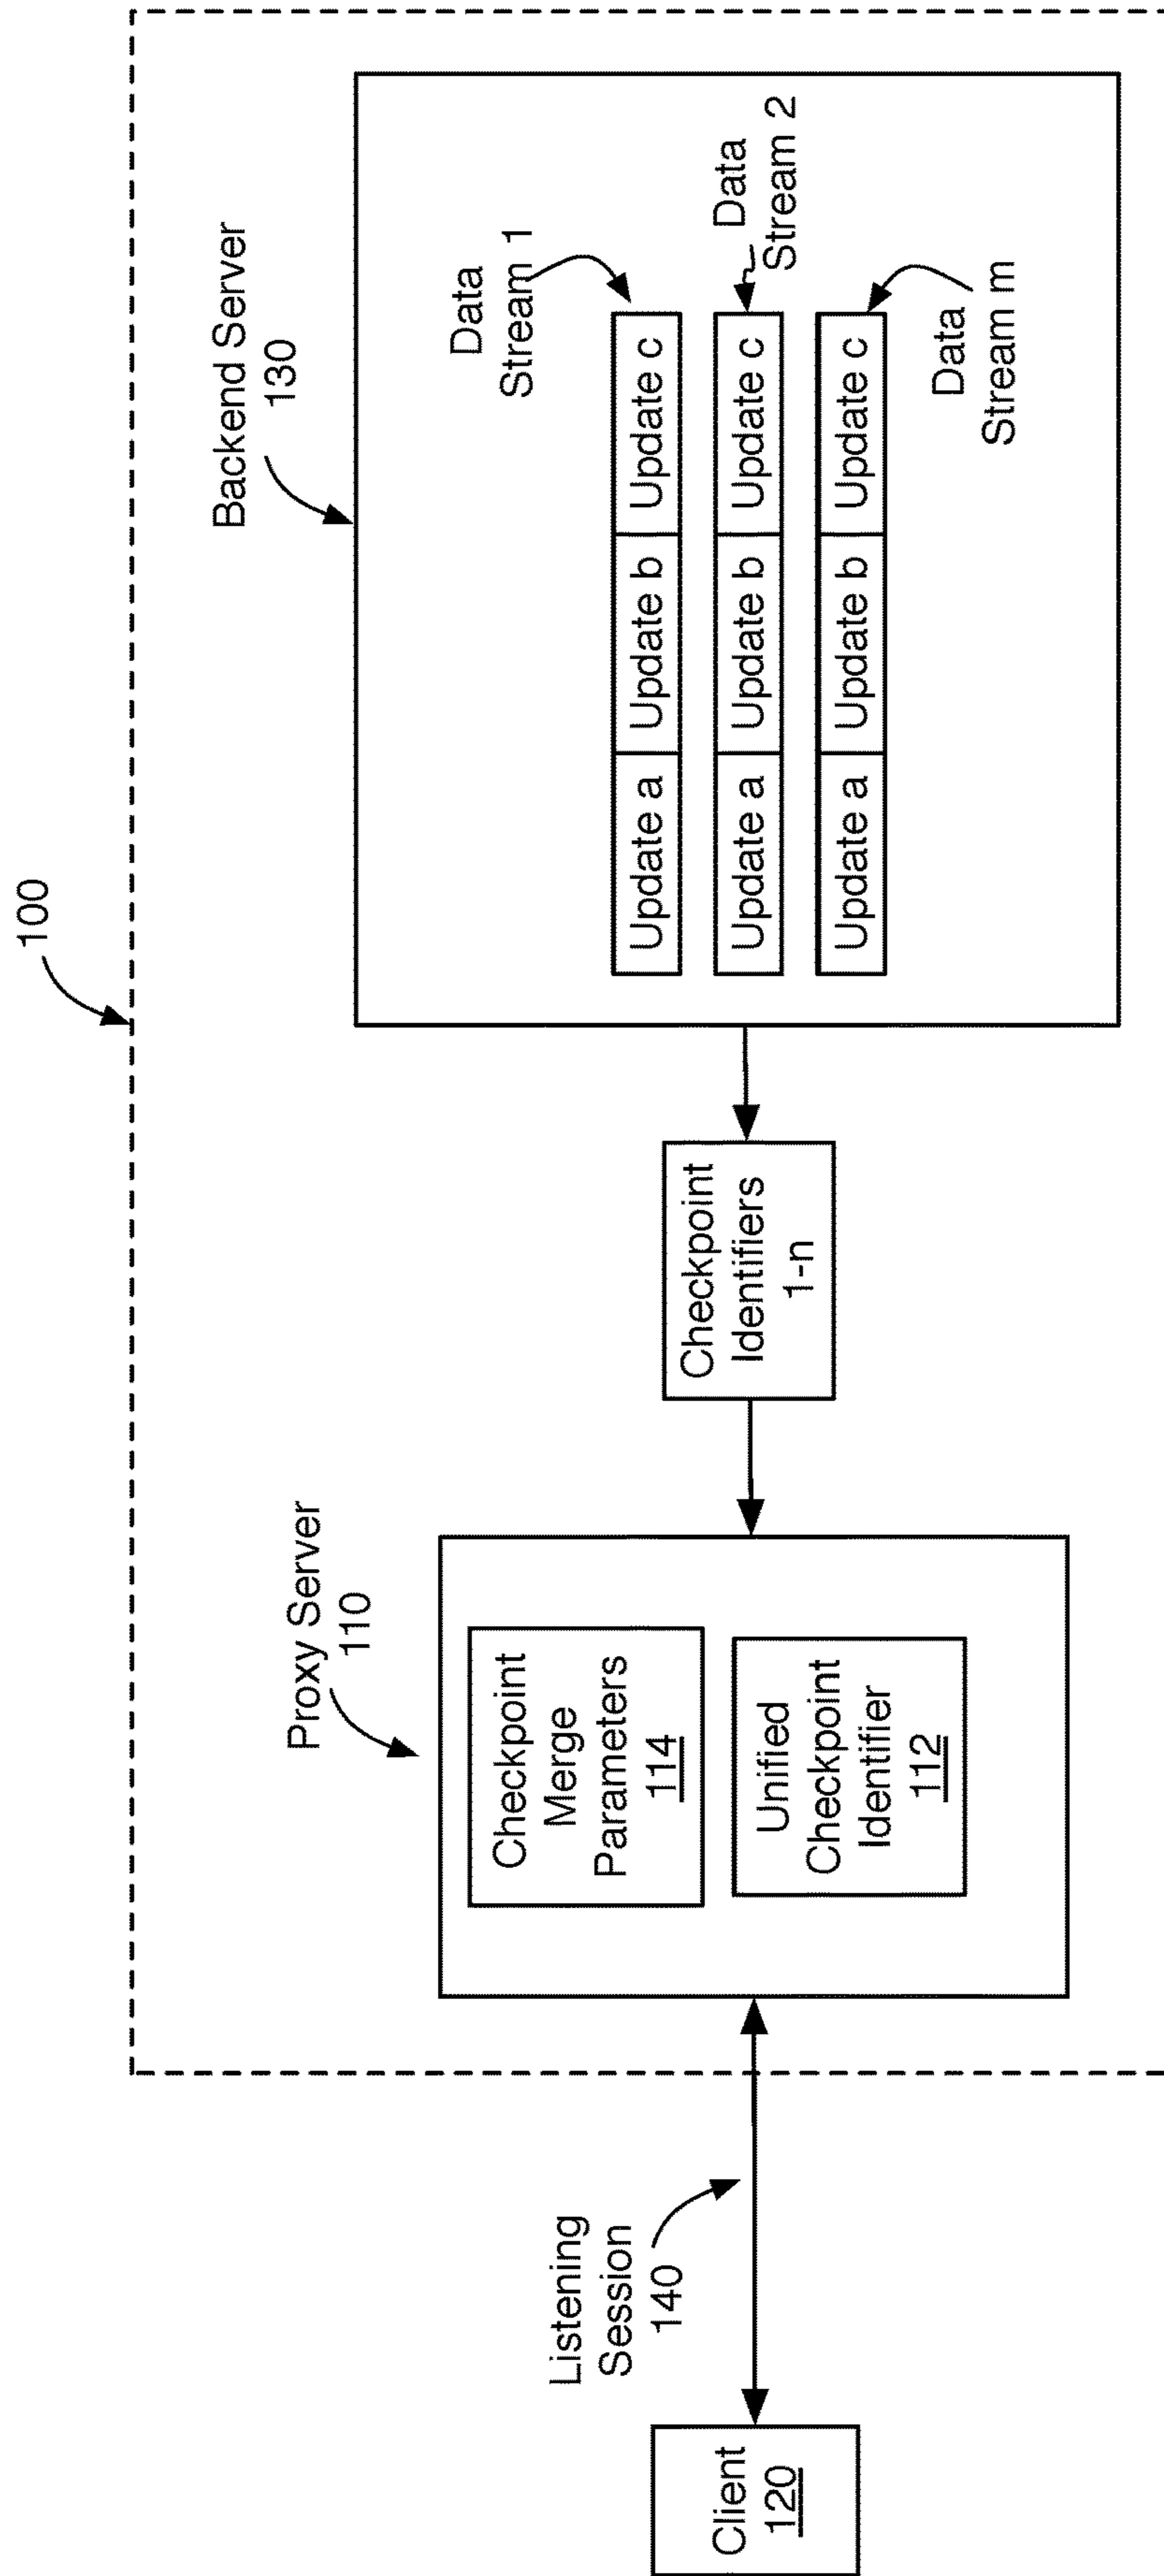 100
Backend Server
130
Data
Stream 1
Data
Stream 2
Update a
Update b
Update c
Update a
Update b
Update c
Update a
Update b
Update c
Data
Stream m
Checkpoint
Identifiers
1-n
Proxy Server
110
Checkpoint
Merge
Parameters
114
Unified
Checkpoint
Identifier
112
Listening
Session
140
Client
120